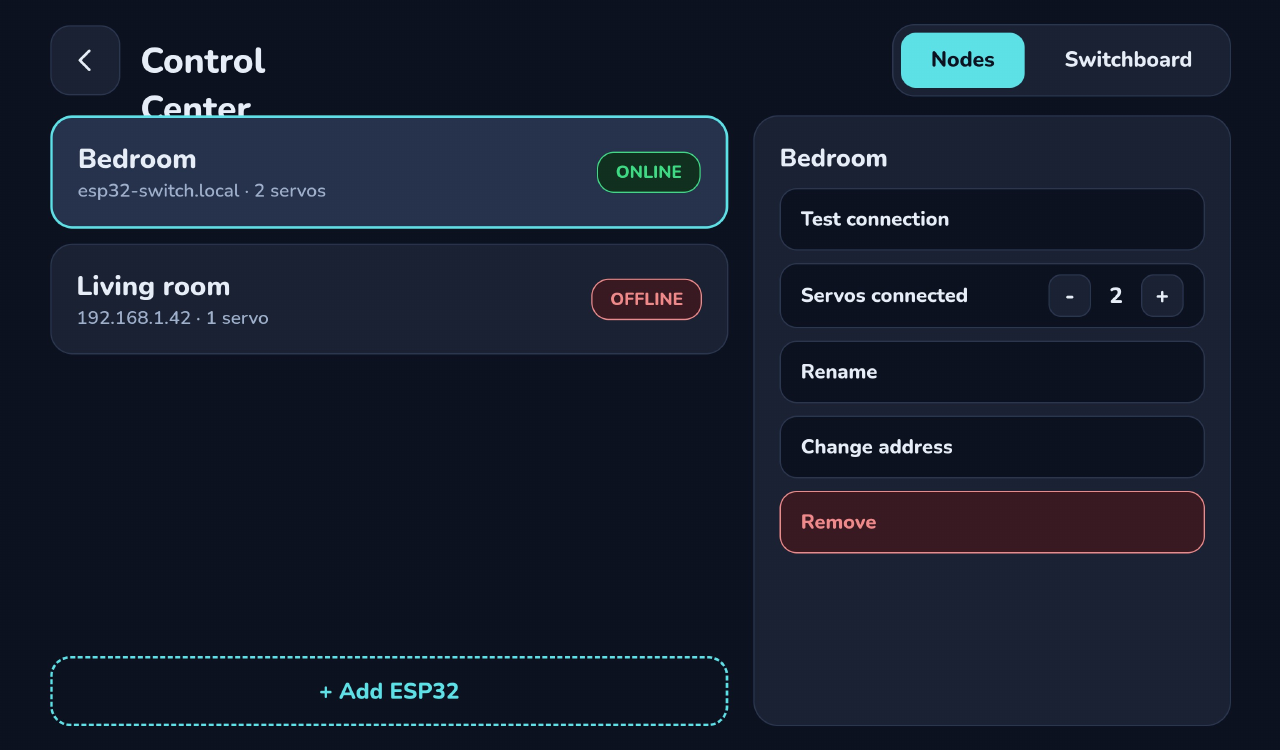 Control
Center
Nodes
Switchboard
Bedroom
esp32-switch.local · 2 servos
ONLINE
Living room
192.168.1.42 · 1 servo
OFFLINE
+ Add ESP32
Bedroom
Test connection
Servos connected
- 2 +
Rename
Change address
Remove